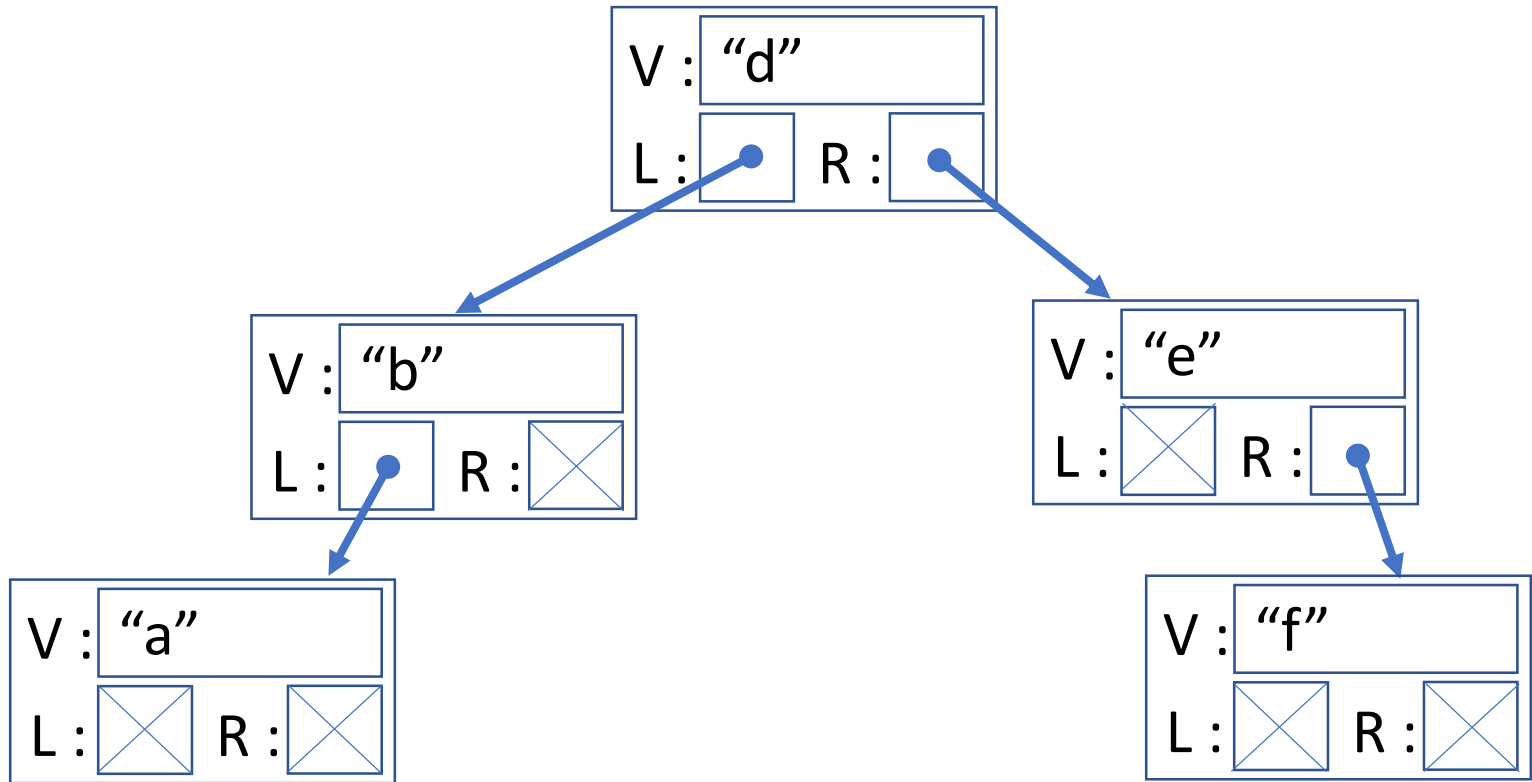 V : “d”
L : R :
V : “b”
L : R :
V : “e”
L : R :
V : “a”
L : R :
V : “f”
L : R :